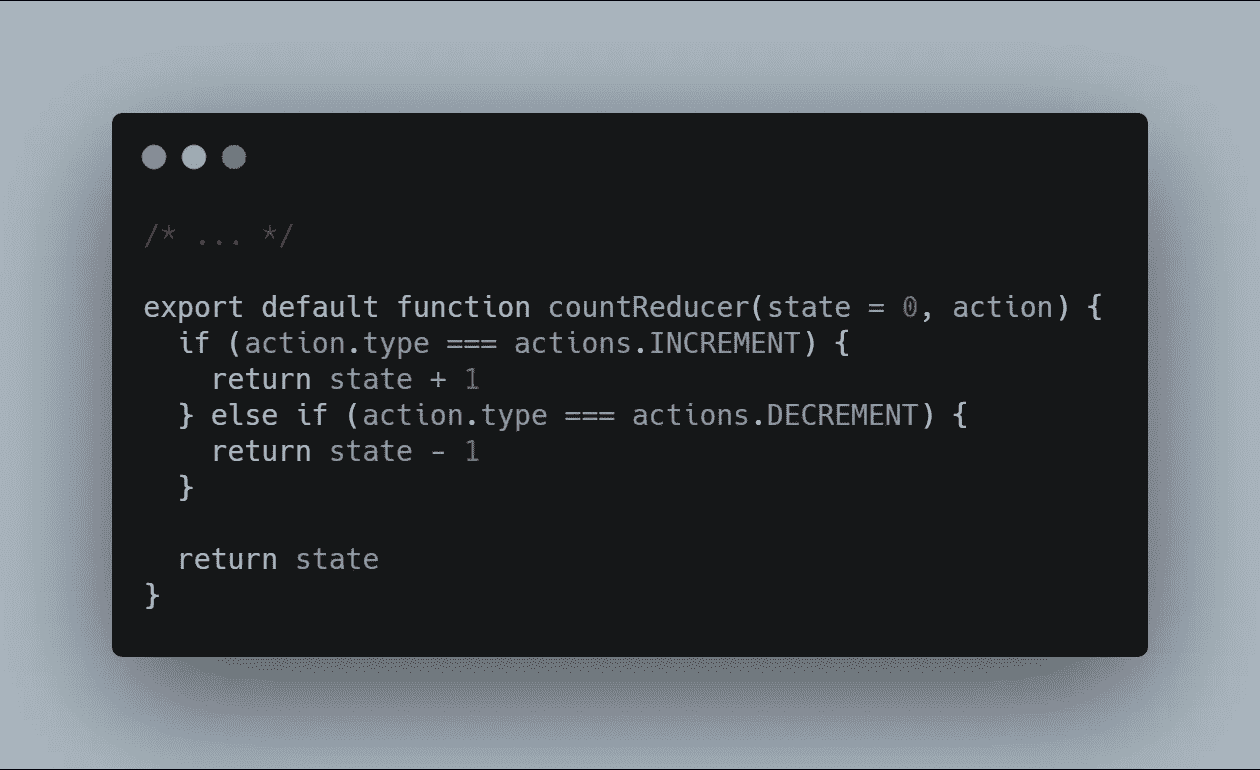 /* ... */
export default function countReducer(state = 0, action) {
  if (action.type === actions.INCREMENT) {
    return state + 1
  } else if (action.type === actions.DECREMENT) {
    return state - 1
  }
  return state
}